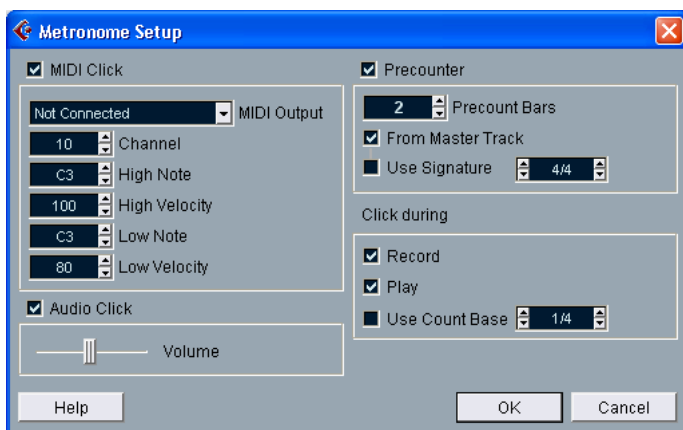 Metronome Setup
MIDI Click
Not Connected MIDI Output
10 Channel
C3 High Note
100 High Velocity
C3 Low Note
80 Low Velocity
Audio Click
Volume
Precounter
2 Precount Bars
From Master Track
Use Signature 4/4
Click during
Record
Play
Use Count Base 1/4
Help
OK
Cancel